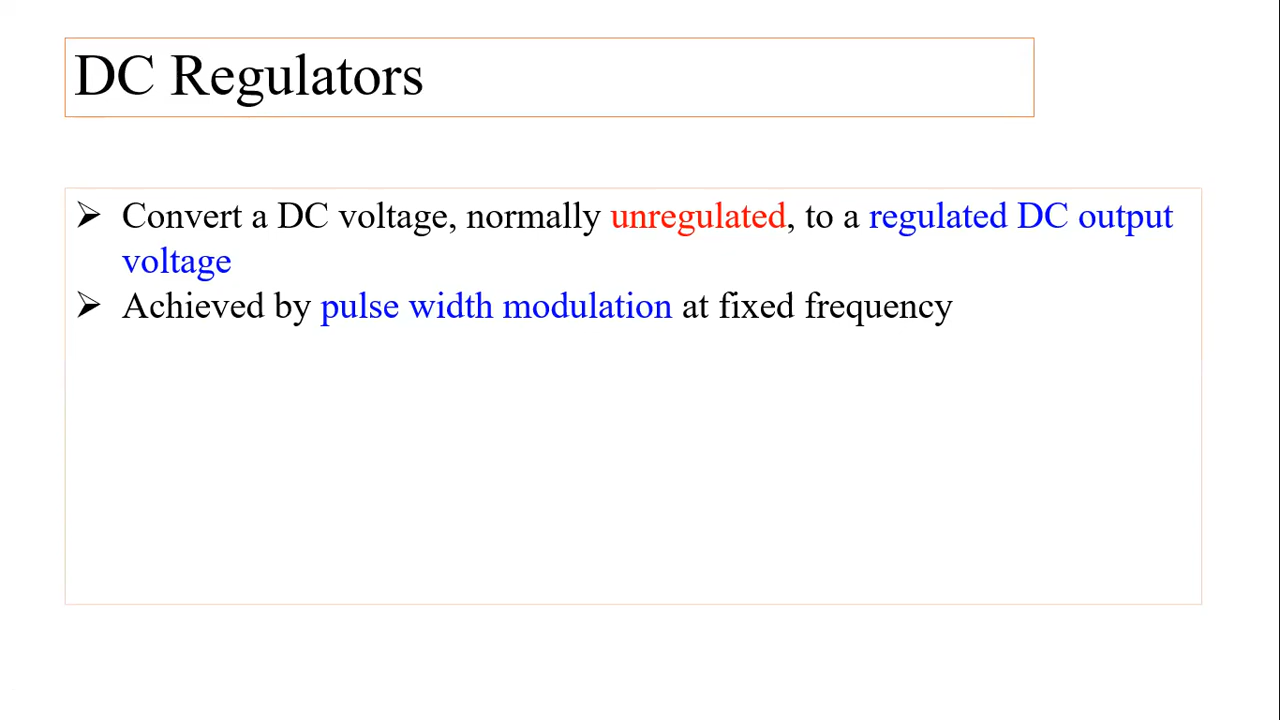 DC Regulators
➢ Convert a DC voltage, normally unregulated, to a regulated DC output
voltage
➢ Achieved by pulse width modulation at fixed frequency